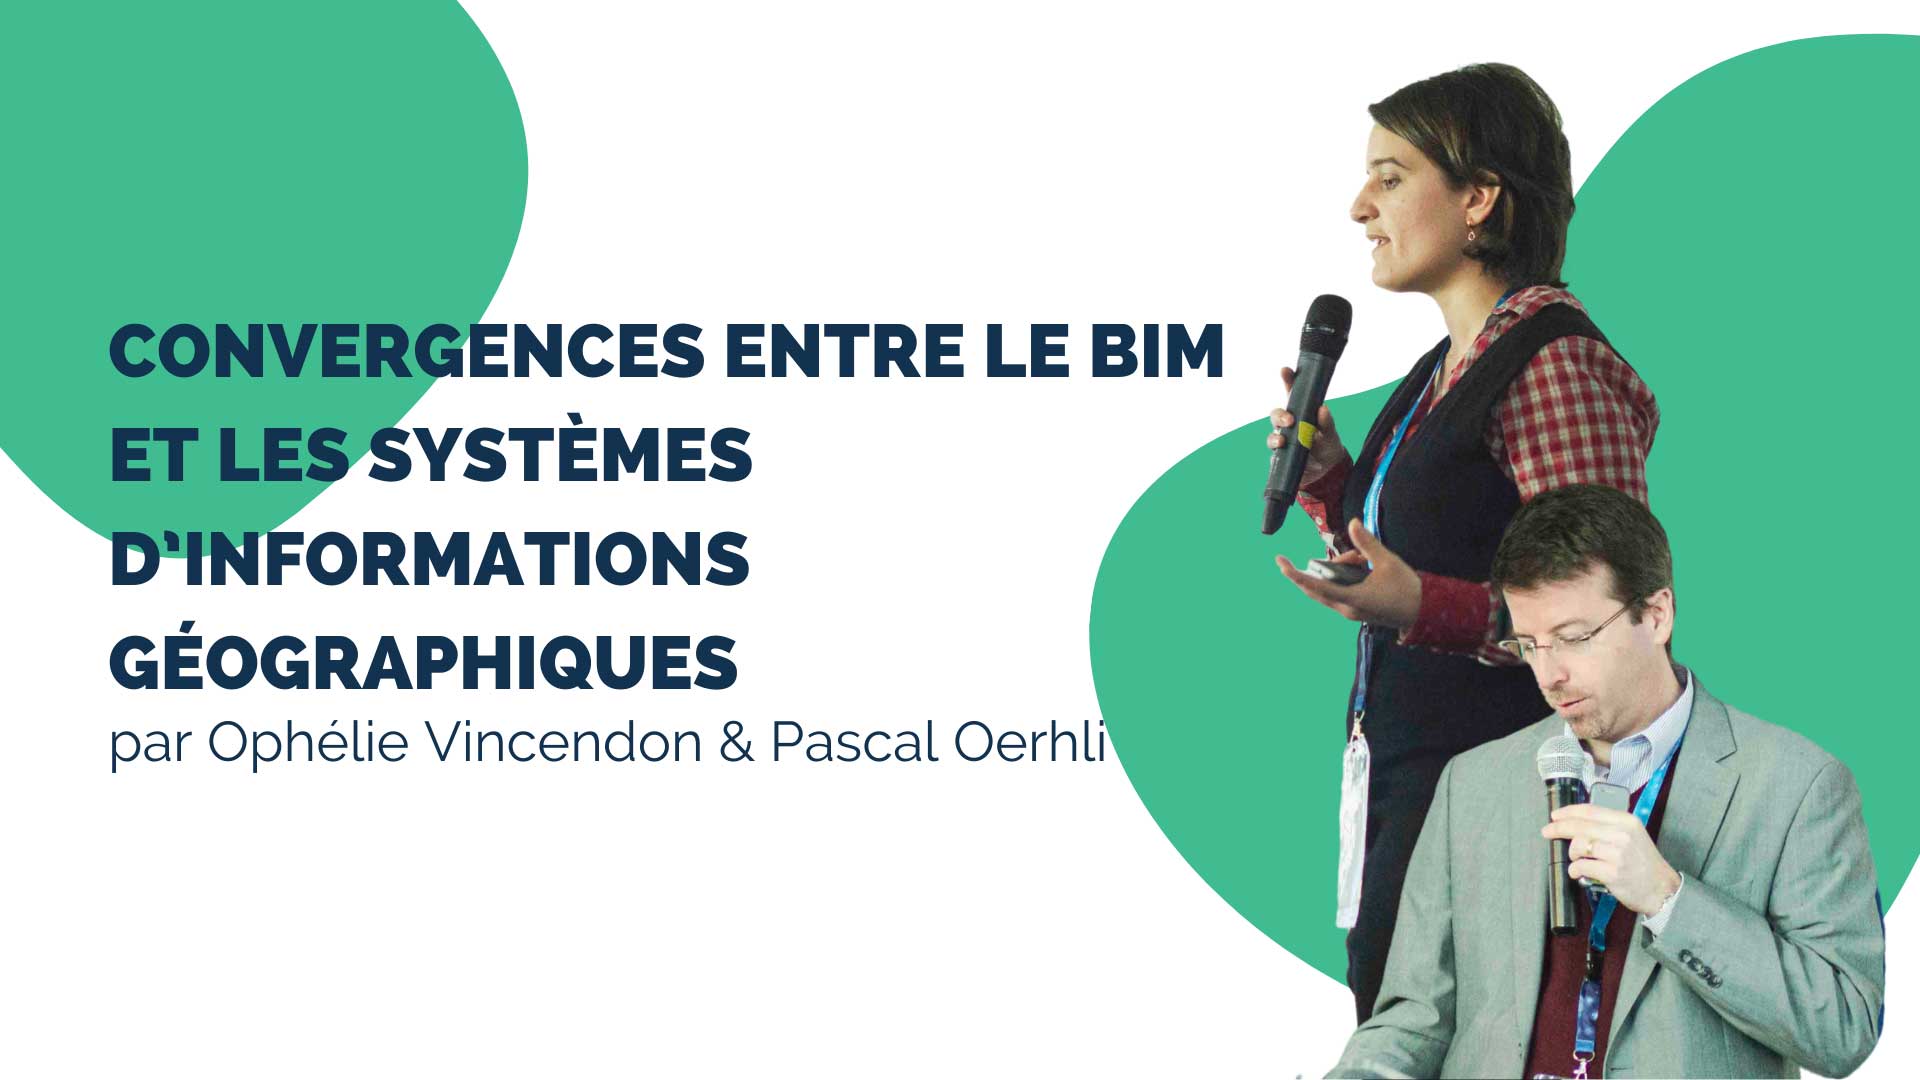 CONVERGENCES ENTRE LE BIM
ET LES SYSTÈMES
D'INFORMATIONS
GÉOGRAPHIQUES
par Ophélie Vincendon & Pascal Oerhli